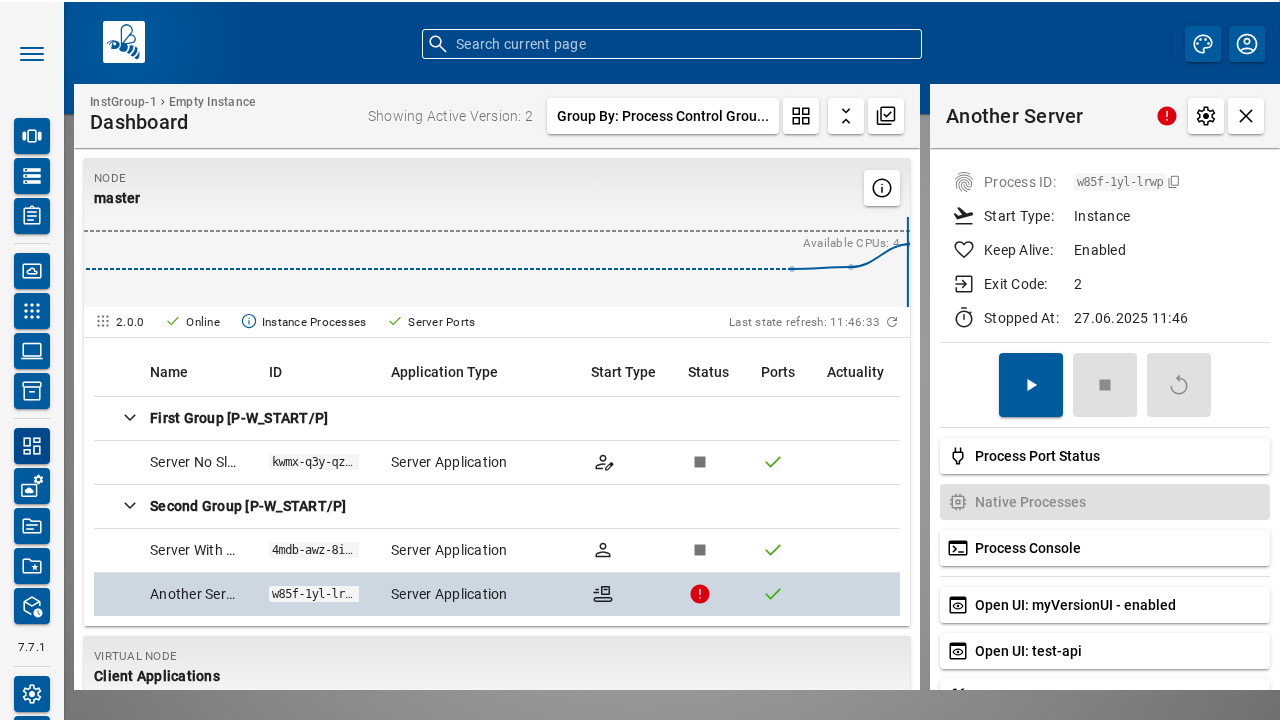 Search current page
InstGroup-1 › Empty Instance
Dashboard
Showing Active Version: 2
Group By: Process Control Grou...
NODE
master
Available CPUs: 4
2.0.0
Online
Instance Processes
Server Ports
Last state refresh: 11:46:33
Name ID Application Type Start Type Status Ports Actuality
First Group [P-W_START/P]
Server No Sl... kwmx-q3y-qz... Server Application
Second Group [P-W_START/P]
Server With ... 4mdb-awz-8i... Server Application
Another Ser... w85f-1yl-lr... Server Application
VIRTUAL NODE
Client Applications
7.7.1
Another Server
Process ID: w85f-1yl-lrwp
Start Type: Instance
Keep Alive: Enabled
Exit Code: 2
Stopped At: 27.06.2025 11:46
Process Port Status
Native Processes
Process Console
Open UI: myVersionUI - enabled
Open UI: test-api